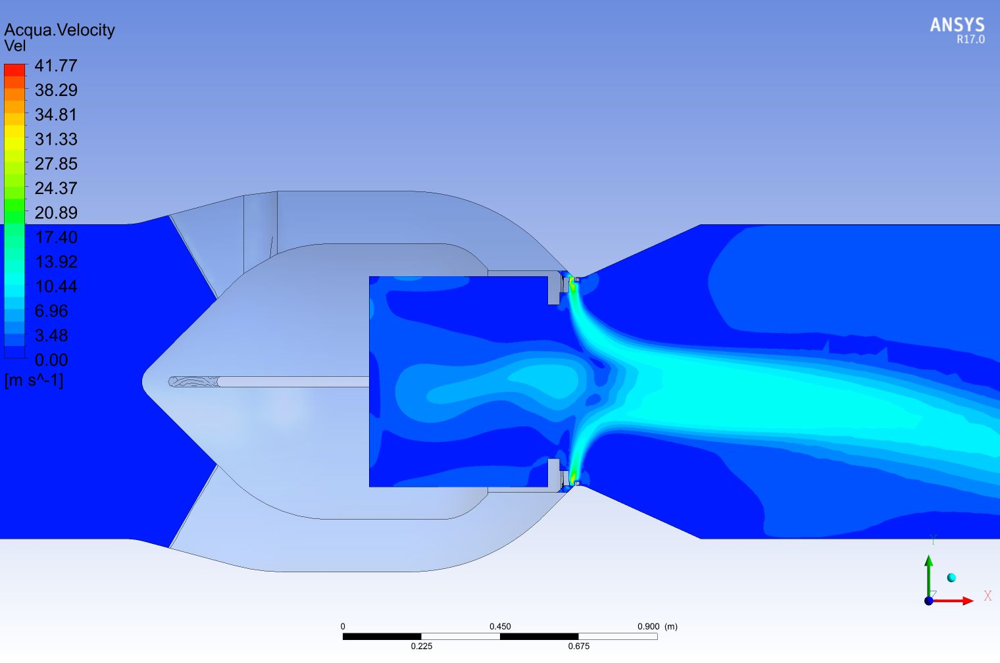 Acqua.Velocity
Vel
ANSYS
R17.0
41.77
38.29
34.81
31.33
27.85
24.37
20.89
17.40
13.92
10.44
6.96
3.48
0.00
[m s^-1]
Y
Z
X
0 0.450 0.900 (m)
0.225 0.675